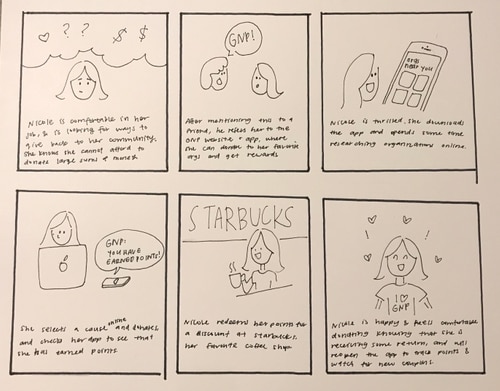 ? ?
$ $
Nicole is comfortable in her
job, & is looking for ways to
give back to her community.
She knows she cannot afford to
donate large sums of money.
GNP!
After mentioning this to a
friend, he refers her to the
GNP website + app, where
she can donate to her favorite
orgs and get rewards
orgs
near you
Nicole is thrilled, she downloads
the app and spends some time
researching organizations online.
GNP:
YOU HAVE
EARNED POINTS!
She selects a cause online and donates,
and checks her app to see that
she has earned points.
STARBUCKS
Nicole redeems her points for
a discount at Starbucks,
her favorite coffee shop
I ♡
GNP
Nicole is happy & feels comfortable
donating knowing that she is
receiving some return, and will
reopen the app to track points &
watch for new coupons.